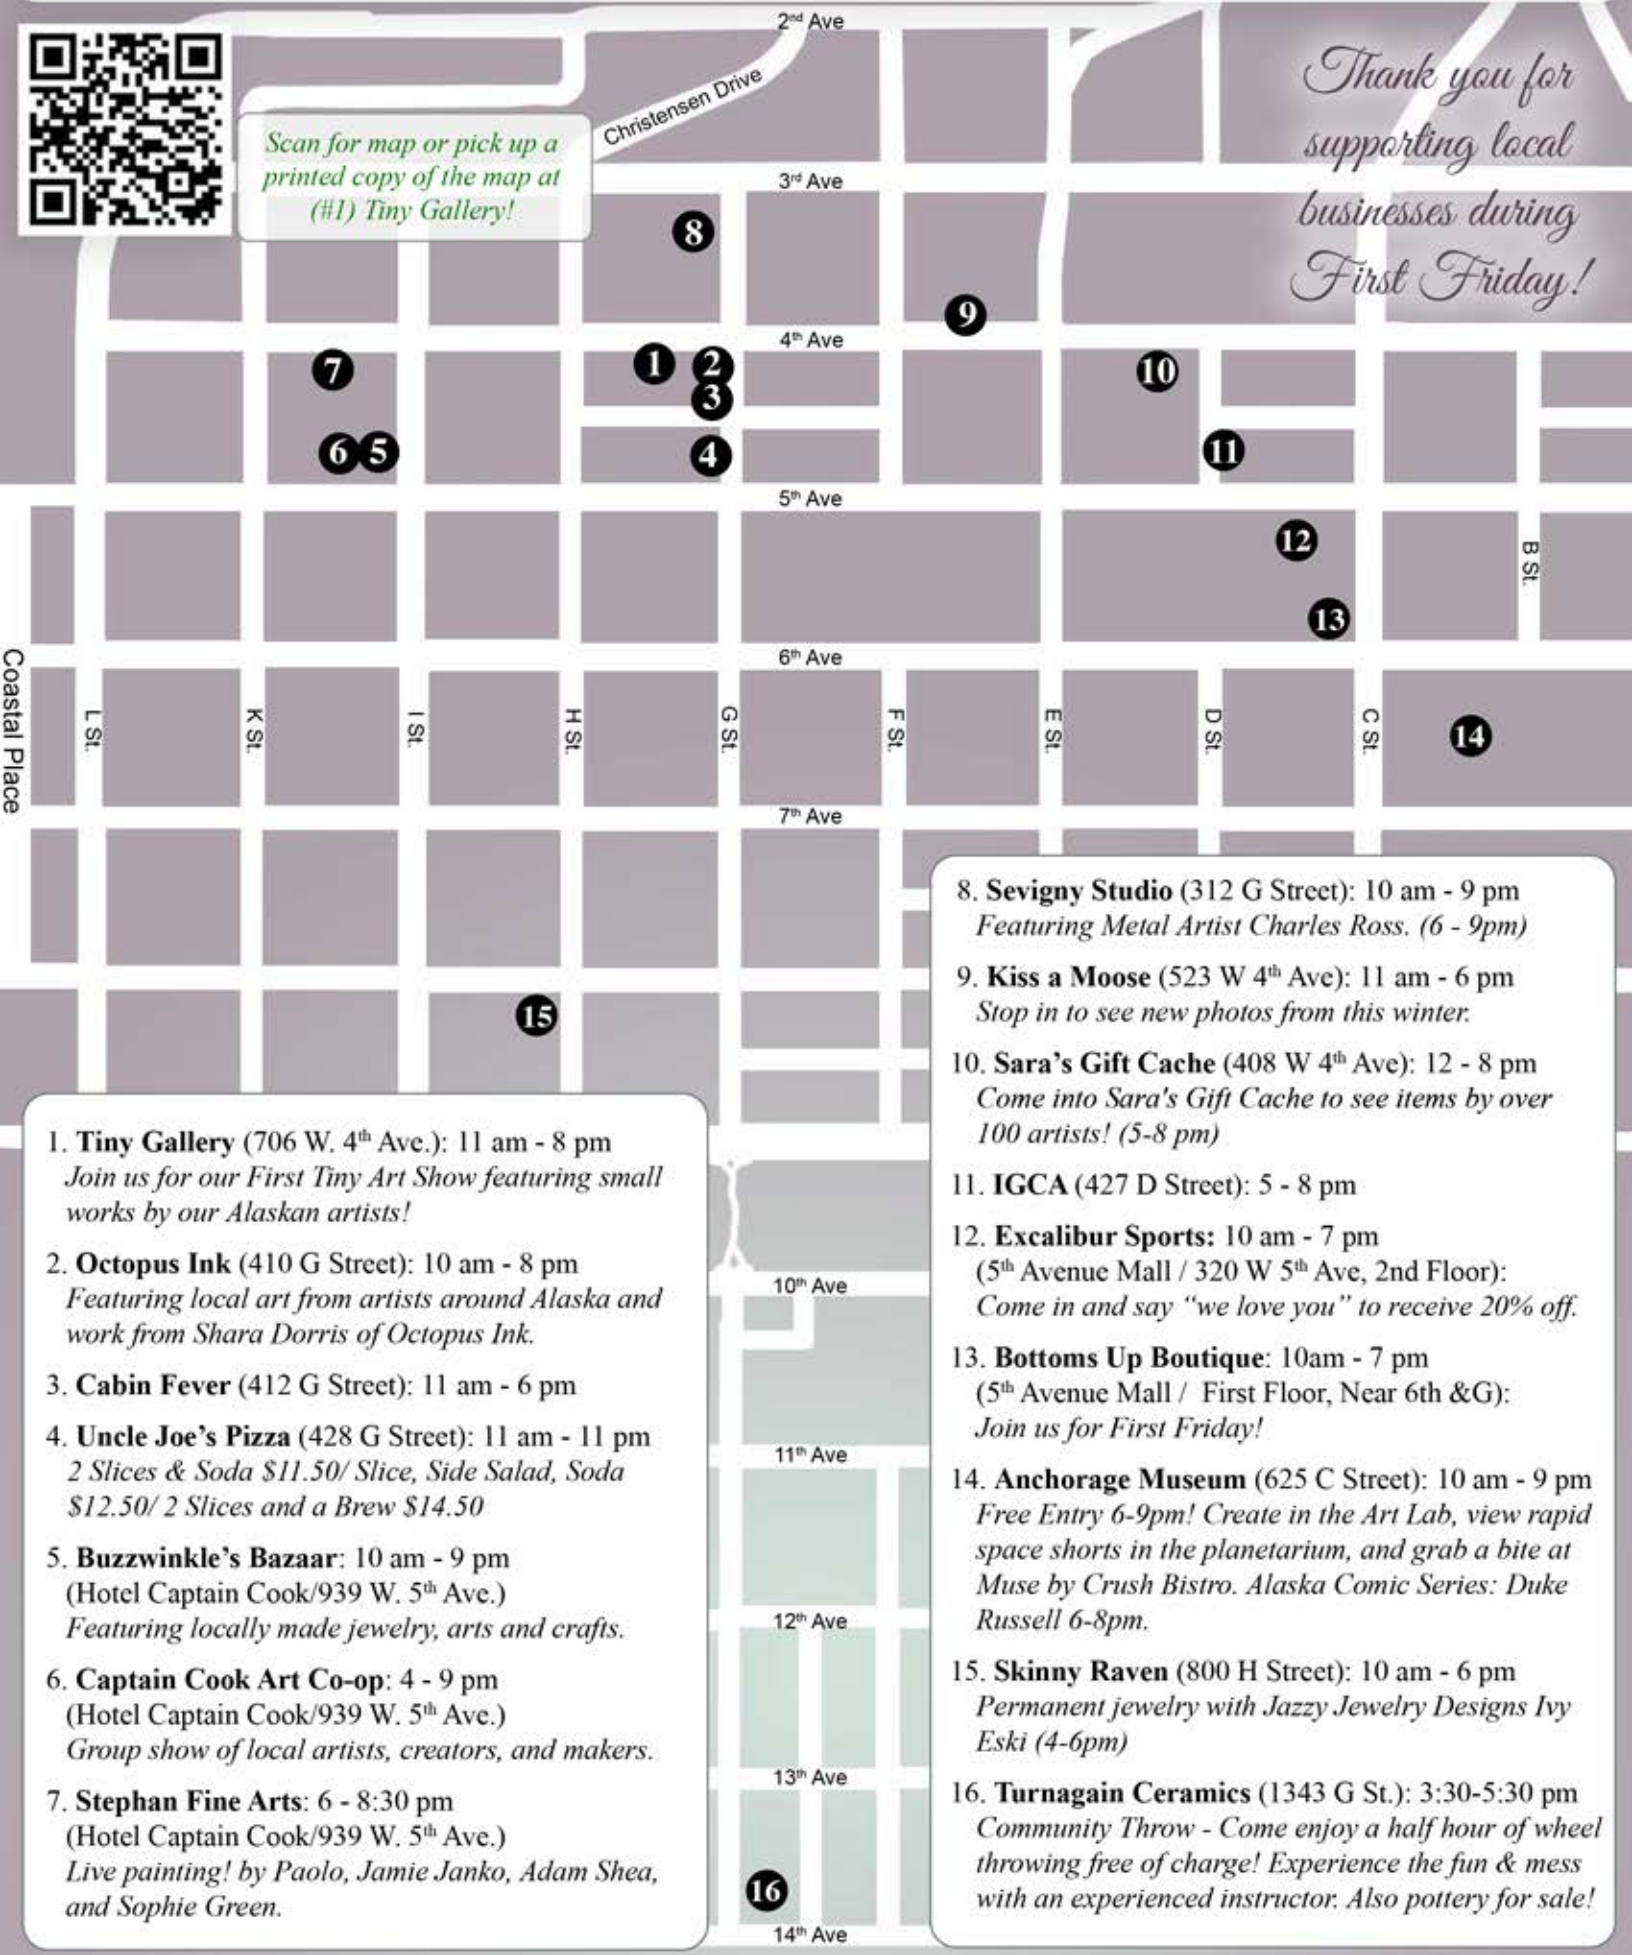 2nd Ave
Christensen Drive
Scan for map or pick up a
printed copy of the map at
(#1) Tiny Gallery!
Thank you for
supporting local
businesses during
First Friday!
3rd Ave
8
9
4th Ave
7
1
2
3
10
6
5
4
11
5th Ave
12
B St.
13
6th Ave
Coastal Place
L St.
K St.
I St.
H St.
G St.
F St.
E St.
D St.
C St.
14
7th Ave
15
1. Tiny Gallery (706 W. 4th Ave.): 11 am - 8 pm
Join us for our First Tiny Art Show featuring small
works by our Alaskan artists!
2. Octopus Ink (410 G Street): 10 am - 8 pm
Featuring local art from artists around Alaska and
work from Shara Dorris of Octopus Ink.
3. Cabin Fever (412 G Street): 11 am - 6 pm
4. Uncle Joe's Pizza (428 G Street): 11 am - 11 pm
2 Slices & Soda $11.50/ Slice, Side Salad, Soda
$12.50/ 2 Slices and a Brew $14.50
5. Buzzwinkle's Bazaar: 10 am - 9 pm
(Hotel Captain Cook/939 W. 5th Ave.)
Featuring locally made jewelry, arts and crafts.
6. Captain Cook Art Co-op: 4 - 9 pm
(Hotel Captain Cook/939 W. 5th Ave.)
Group show of local artists, creators, and makers.
7. Stephan Fine Arts: 6 - 8:30 pm
(Hotel Captain Cook/939 W. 5th Ave.)
Live painting! by Paolo, Jamie Janko, Adam Shea,
and Sophie Green.
10th Ave
11th Ave
12th Ave
13th Ave
16
14th Ave
8. Sevigny Studio (312 G Street): 10 am - 9 pm
Featuring Metal Artist Charles Ross. (6 - 9pm)
9. Kiss a Moose (523 W 4th Ave): 11 am - 6 pm
Stop in to see new photos from this winter.
10. Sara's Gift Cache (408 W 4th Ave): 12 - 8 pm
Come into Sara's Gift Cache to see items by over
100 artists! (5-8 pm)
11. IGCA (427 D Street): 5 - 8 pm
12. Excalibur Sports: 10 am - 7 pm
(5th Avenue Mall / 320 W 5th Ave, 2nd Floor):
Come in and say “we love you” to receive 20% off.
13. Bottoms Up Boutique: 10am - 7 pm
(5th Avenue Mall / First Floor, Near 6th &G):
Join us for First Friday!
14. Anchorage Museum (625 C Street): 10 am - 9 pm
Free Entry 6-9pm! Create in the Art Lab, view rapid
space shorts in the planetarium, and grab a bite at
Muse by Crush Bistro. Alaska Comic Series: Duke
Russell 6-8pm.
15. Skinny Raven (800 H Street): 10 am - 6 pm
Permanent jewelry with Jazzy Jewelry Designs Ivy
Eski (4-6pm)
16. Turnagain Ceramics (1343 G St.): 3:30-5:30 pm
Community Throw - Come enjoy a half hour of wheel
throwing free of charge! Experience the fun & mess
with an experienced instructor. Also pottery for sale!